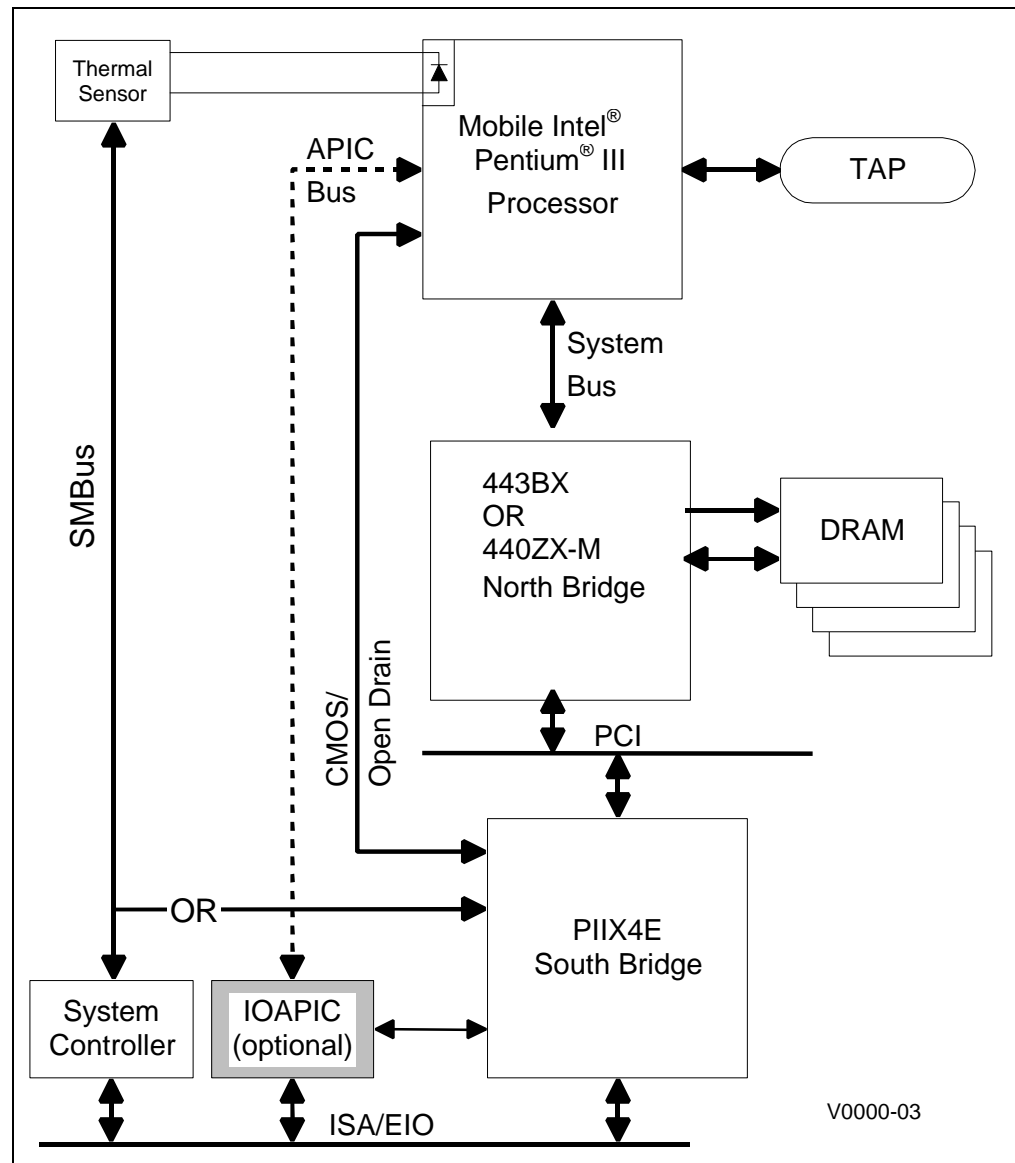 Thermal
Sensor
Mobile Intel®
Pentium® III
Processor
APIC
Bus
TAP
System
Bus
SMBus
443BX
OR
440ZX-M
North Bridge
DRAM
CMOS/
Open Drain
PCI
OR
PIIX4E
South Bridge
System
Controller
IOAPIC
(optional)
ISA/EIO
V0000-03